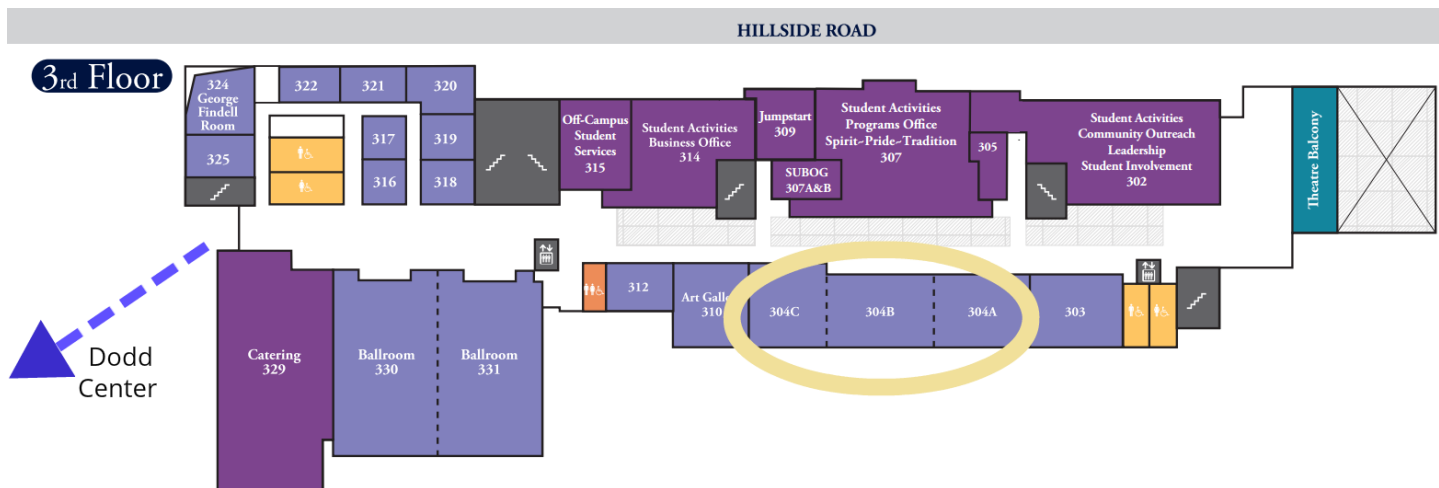 HILLSIDE ROAD
3rd Floor
324
George
Findell
Room
322
321
320
325
317
316
319
318
Off-Campus
Student
Services
315
Student Activities
Business Office
314
Jumpstart
309
Student Activities
Programs Office
Spirit~Pride~Tradition
307
SUBOG
307A&B
305
Student Activities
Community Outreach
Leadership
Student Involvement
302
Theatre Balcony
Dodd
Center
Catering
329
Ballroom
330
Ballroom
331
312
Art Galle
310
304C
304B
304A
303